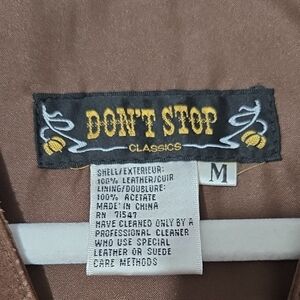 DON'T STOP
CLASSICS
M
SHELL/EXTERIEUR:
100% LEATHER/CUIR
LINING/DOUBLURE:
100% ACETATE
MADE IN CHINA
RN 71547
HAVE CLEANED ONLY BY A
PROFESSIONAL CLEANER
WHO USE SPECIAL
LEATHER OR SUEDE
CARE METHODS